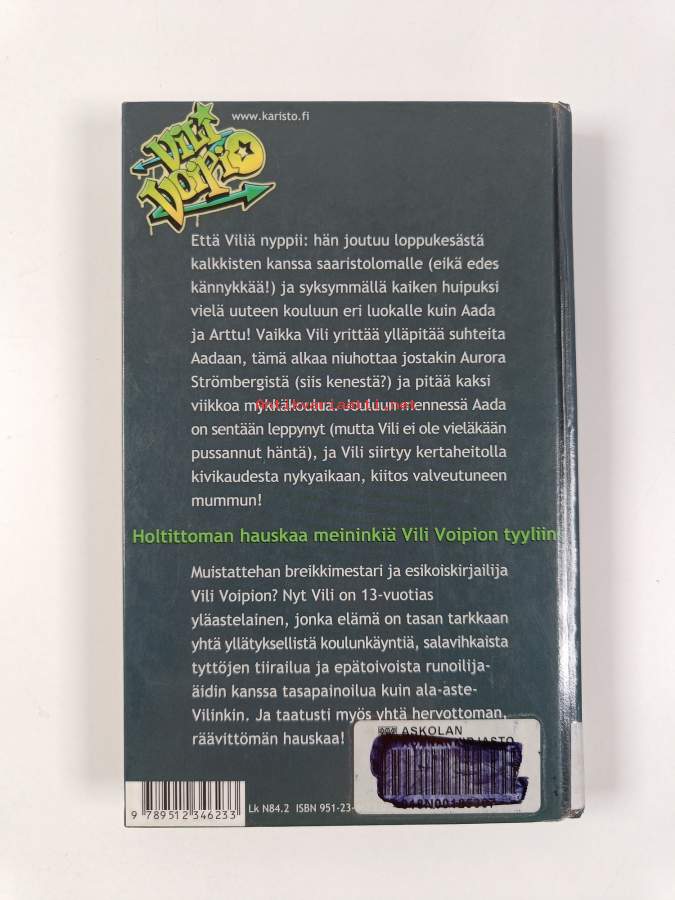 www.karisto.fi
VILI
VOIPIO
Että Viliä nyppii: hän joutuu loppukesästä
kalkkisten kanssa saaristolomalle (eikä edes
kännykkää!) ja syksymmällä kaiken huipuksi
vielä uuteen kouluun eri luokalle kuin Aada
ja Arttu! Vaikka Vili yrittää ylläpitää suhteita
Aadaan, tämä alkaa niuhottaa jostakin Aurora
Strömbergistä (siis kenestä?) ja pitää kaksi
viikkoa mykkäkoulua. Kouluun mennessä Aada
on sentään leppynyt (mutta Vili ei ole vieläkään
pussannut häntä), ja Vili siirtyy kertaheitolla
kivikaudesta nykyaikaan, kiitos valveutuneen
mummun!
Holtittoman hauskaa meininkiä Vili Voipion tyyliin
Muistattehan breikkimestari ja esikoiskirjailija
Vili Voipion? Nyt Vili on 13-vuotias
yläastelainen, jonka elämä on tasan tarkkaan
yhtä yllätyksellistä koulunkäyntiä, salavihkaista
tyttöjen tiirailua ja epätoivoista runoilija-
äidin kanssa tasapainoilua kuin ala-aste-
Vilinkin. Ja taatusti myös yhtä hervottoman,
räävittömän hauskaa!
ASKOLAN
Lk N84.2 ISBN 951-23-
9 789512 346233